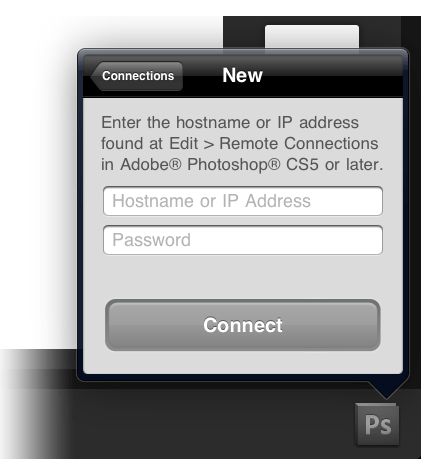 Connections
New
Enter the hostname or IP address
found at Edit > Remote Connections
in Adobe® Photoshop® CS5 or later.
Hostname or IP Address
Password
Connect
Ps